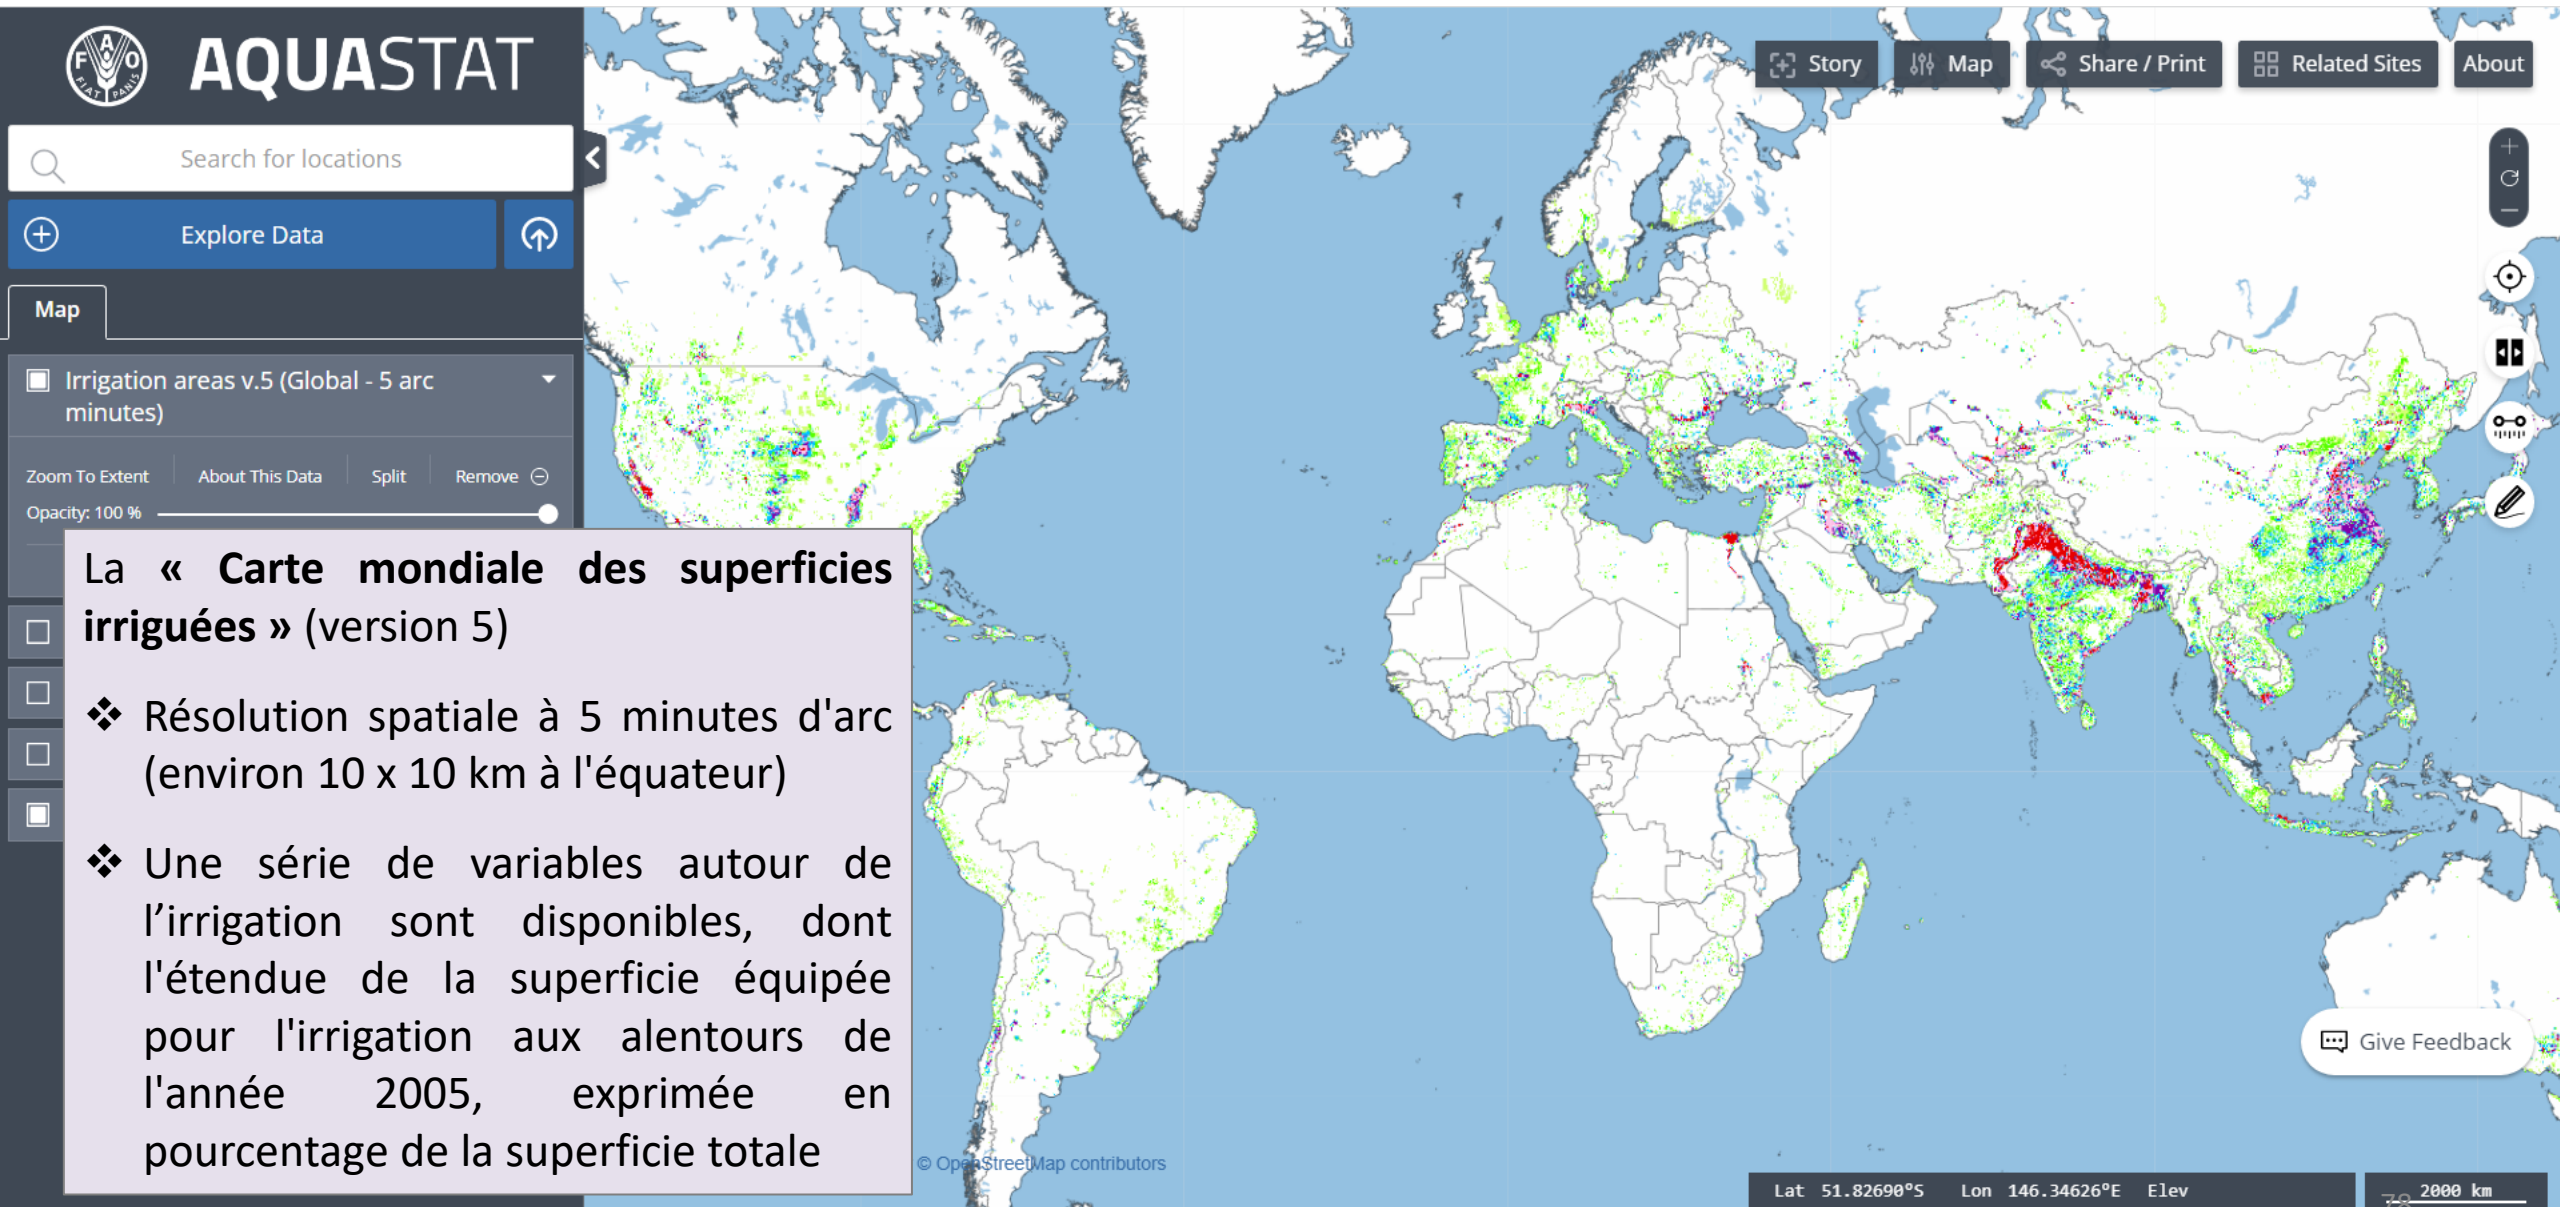 FAO
FIAT PANIS
AQUASTAT
Search for locations
Explore Data
Map
Irrigation areas v.5 (Global - 5 arc
minutes)
Zoom To Extent
About This Data
Split
Remove
Opacity: 100 %
La « Carte mondiale des superficies
irriguées » (version 5)
❖ Résolution spatiale à 5 minutes d'arc
(environ 10 x 10 km à l'équateur)
❖ Une série de variables autour de
l’irrigation sont disponibles, dont
l'étendue de la superficie équipée
pour l'irrigation aux alentours de
l'année 2005, exprimée en
pourcentage de la superficie totale
Story
Map
Share / Print
Related Sites
About
Give Feedback
© OpenStreetMap contributors
Lat 51.82690°S Lon 146.34626°E Elev
2000 km
78